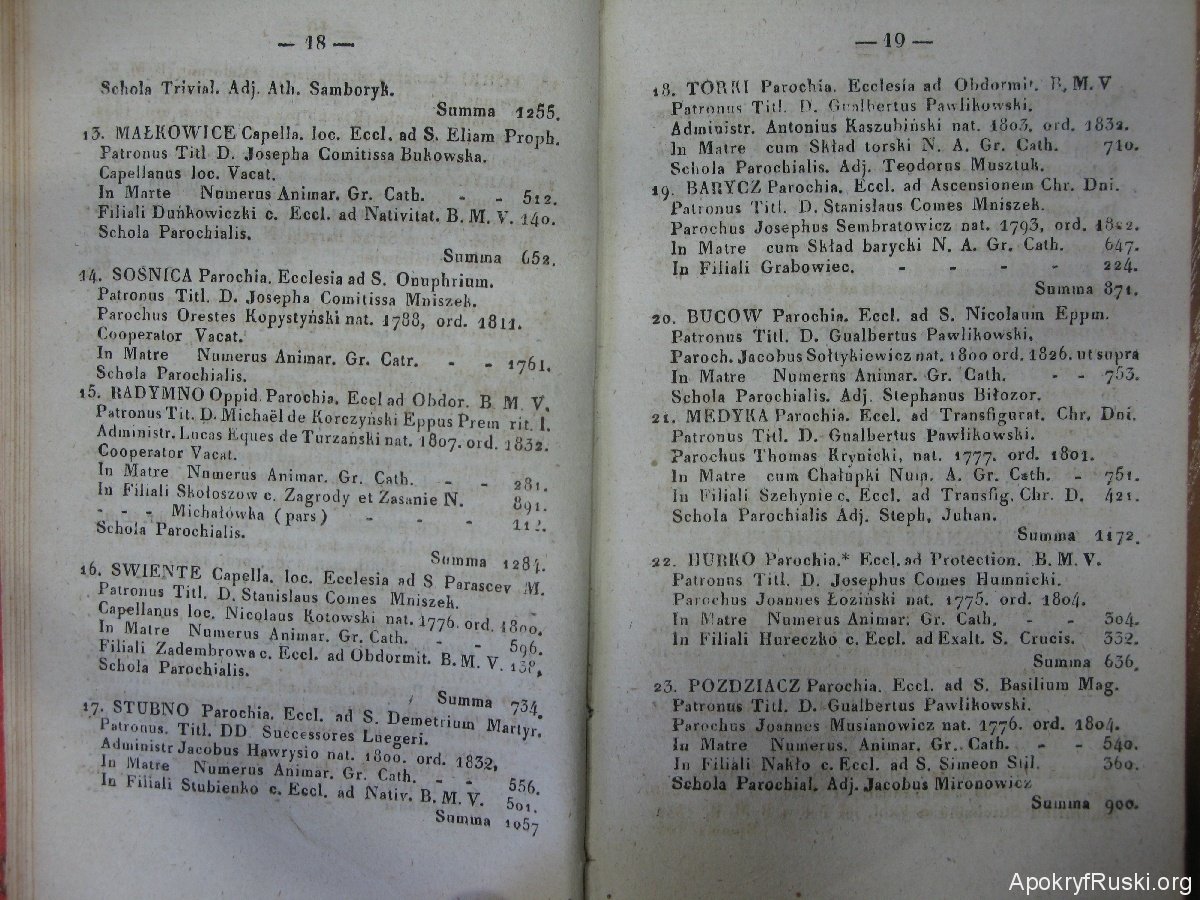 — 18 —
Schola Trivial. Adj. Ath. Samboryk.
Summa 1255.
13. MAŁKOWICE Capella. loc. Eccl. ad S. Eliam Proph.
Patronus Titl D. Josepha Comitissa Bukowska.
Capellanus loc. Vacat.
In Marte Numerus Animar. Gr. Cath. - - 512.
Filiali Duńkowiczki c. Eccl. ad Nativitat. B. M. V. 140.
Schola Parochialis.
Summa 652.
14. SOŚNICA Parochia. Ecclesia ad S. Onuphrium.
Patronus Titl. D. Josepha Comitissa Mniszek.
Parochus Orestes Kopystyński nat. 1788, ord. 1811.
Cooperator Vacat.
In Matre Numerus Animar. Gr. Catr. - - 1761.
Schola Parochialis.
15. RADYMNO Oppid. Parochia. Eccl ad Obdor. B. M. V.
Patronus Tit. D. Michaël de Korczyński Eppus Prem rit. l.
Administr. Lucas Eques de Turzański nat. 1807. ord. 1832.
Cooperator Vacat.
In Matre Numerus Animar. Gr. Cath. - - 281.
In Filiali Skołoszow c. Zagrody et Zasanie N. 891.
- - - Michałówka (pars) - - - 112.
Schola Parochialis.
Summa 1284.
16. SWIENTE Capella. loc. Ecclesia ad S Parascev M.
Patronus Titl. D. Stanislaus Comes Mniszek.
Capellanus loc. Nicolaus Kotowski nat. 1776. ord. 1800.
In Matre Numerus Animar. Gr. Cath. - - 596.
Filiali Zadembrowa c. Eccl. ad Obdormit. B. M. V. 138,
Schola Parochialis.
Summa 734.
17. STUBNO Parochia. Eccl. ad S. Demetrium Martyr.
Patronus. Titl. DD Successores Luegeri.
Administr Jacobus Hawrysio nat. 1800. ord. 1832,
In Matre Numerus Animar. Gr. Cath. - - 556.
In Filiali Stubienko c. Eccl. ad Nativ. B. M. V. 501.
Summa 1057
— 19 —
18. TORKI Parochia. Ecclesia ad Obdormit. B. M. V
Patronus Titl. D. Gualbertus Pawlikowski.
Administr. Antonius Kaszubiński nat. 1803. ord. 1832.
In Matre cum Skład torski N. A. Gr. Cath. 710.
Schola Parochialis. Adj. Teodorus Musztuk.
19. BARYCZ Parochia. Eccl. ad Ascensionem Chr. Dni.
Patronus Titl. D. Stanislaus Comes Mniszek.
Parochus Josephus Sembratowicz nat. 1793, ord. 1822.
In Matre cum Skład barycki N. A. Gr. Cath. 647.
In Filiali Grabowiec. - - - - 224.
Summa 871.
20. BUCOW Parochia. Eccl. ad S. Nicolaum Eppm.
Patronus Titl. D. Gualbertus Pawlikowski.
Paroch. Jacobus Sołtykiewicz nat. 1800 ord. 1826. ut supra
In Matre Numerus Animar. Gr. Cath. - - 753.
Schola Parochialis. Adj. Stephanus Biłozor.
21. MEDYKA Parochia. Eccl. ad Transfigurat. Chr. Dni.
Patronus Titl. D. Gualbertus Pawlikowski.
Parochus Thomas Krynicki, nat. 1777. ord. 1801.
In Matre cum Chałupki Num. A. Gr. Cath. - 751.
In Filiali Szehynie c. Eccl. ad Transfig. Chr. D. 421.
Schola Parochialis Adj. Steph, Juhan.
Summa 1172.
22. HURKO Parochia.* Eccl. ad Protection. B. M. V.
Patronus Titl. D. Josephus Comes Humnicki.
Parochus Joannes Łoziński nat. 1775. ord. 1804.
In Matre Numerus Animar. Gr. Cath. - - 304.
In Filiali Hureczko c. Eccl. ad Exalt. S. Crucis. 332.
Summa 636.
23. POZDZIACZ Parochia. Eccl. ad S. Basilium Mag.
Patronus Titl. D. Gualbertus Pawlikowski.
Parochus Joannes Musianowicz nat. 1776. ord. 1804.
In Matre Numerus. Animar. Gr. Cath. - - 540.
In Filiali Nakło c. Eccl. ad S. Simeon Stil. 360.
Schola Parochial. Adj. Jacobus Mironowicz
Summa 900.
ApokryfRuski.org